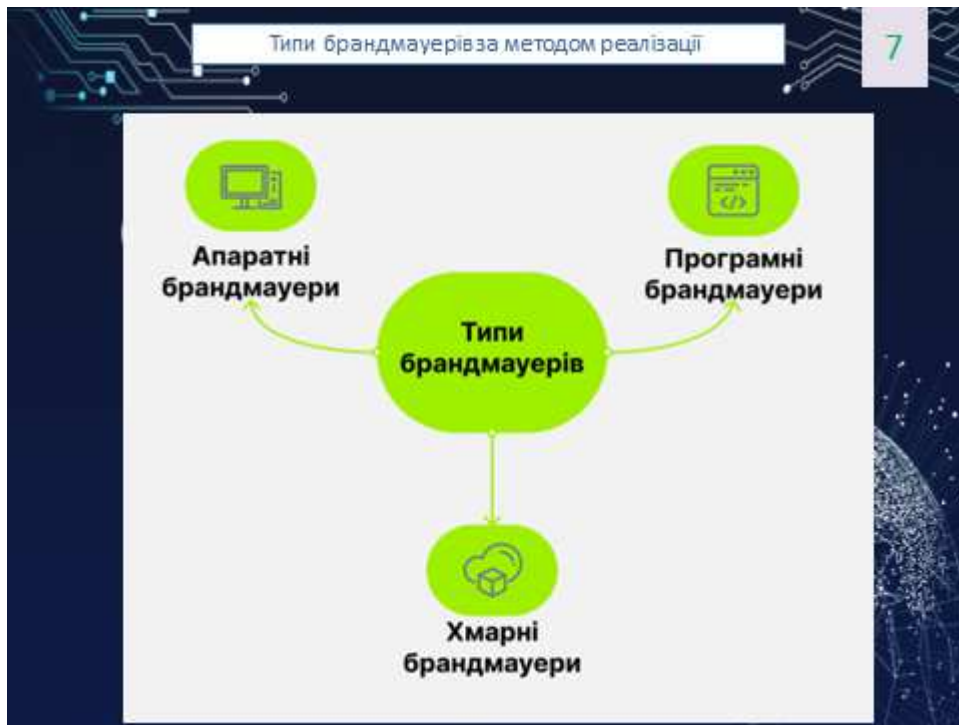 Типи брандмауерів за методом реалізації
7
Апаратні
брандмауери
Програмні
брандмауери
Типи
брандмауерів
Хмарні
брандмауери